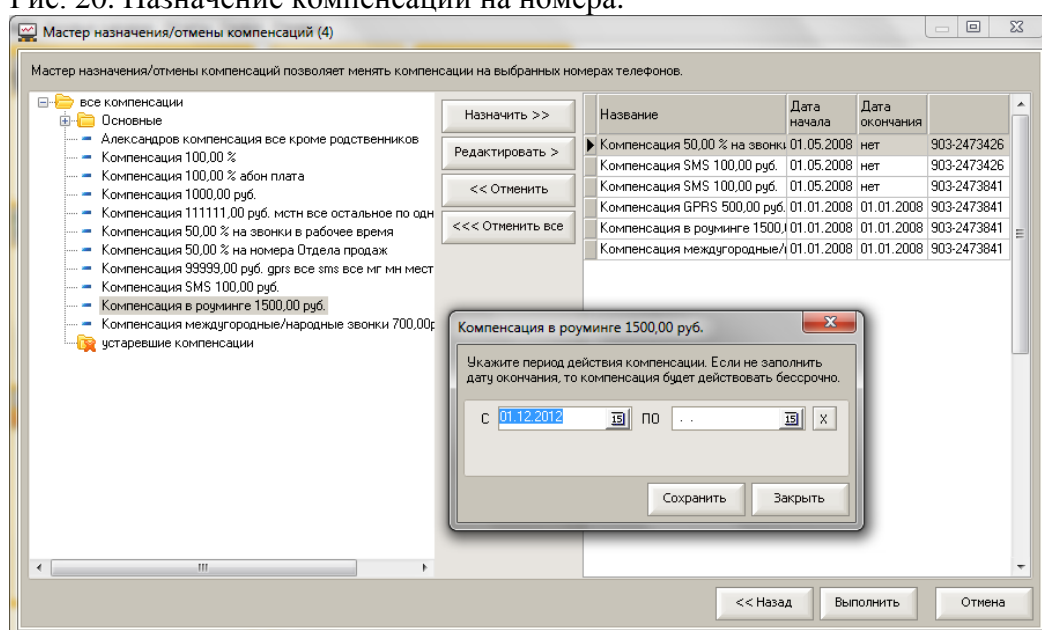 Рис. 20. Назначение компенсаций на номера.
Мастер назначения/отмены компенсаций (4)
Мастер назначения/отмены компенсаций позволяет менять компенсации на выбранных номерах телефонов.
все компенсации
Основные
Александров компенсация все кроме родственников
Компенсация 100,00 %
Компенсация 100,00 % абон плата
Компенсация 1000,00 руб.
Компенсация 111111,00 руб. мстн все остальное по одн
Компенсация 50,00 % на звонки в рабочее время
Компенсация 50,00 % на номера Отдела продаж
Компенсация 99999,00 руб. gprs все sms все мг мн мест
Компенсация SMS 100,00 руб.
Компенсация в роуминге 1500,00 руб.
Компенсация междугородные/народные звонки 700,00р
устаревшие компенсации
Назначить >>
Редактировать >
<< Отменить
<<< Отменить все
Название Дата начала Дата окончания
Компенсация 50,00 % на звонки 01.05.2008 нет 903-2473426
Компенсация SMS 100,00 руб. 01.05.2008 нет 903-2473426
Компенсация SMS 100,00 руб. 01.05.2008 нет 903-2473841
Компенсация GPRS 500,00 руб. 01.01.2008 01.01.2008 903-2473841
Компенсация в роуминге 1500,( 01.01.2008 01.01.2008 903-2473841
Компенсация междугородные/ 01.01.2008 01.01.2008 903-2473841
Компенсация в роуминге 1500,00 руб.
Укажите период действия компенсации. Если не заполнить
дату окончания, то компенсация будет действовать бессрочно.
С 01.12.2012 15 ПО . . 15 X
Сохранить Закрыть
<< Назад Выполнить Отмена